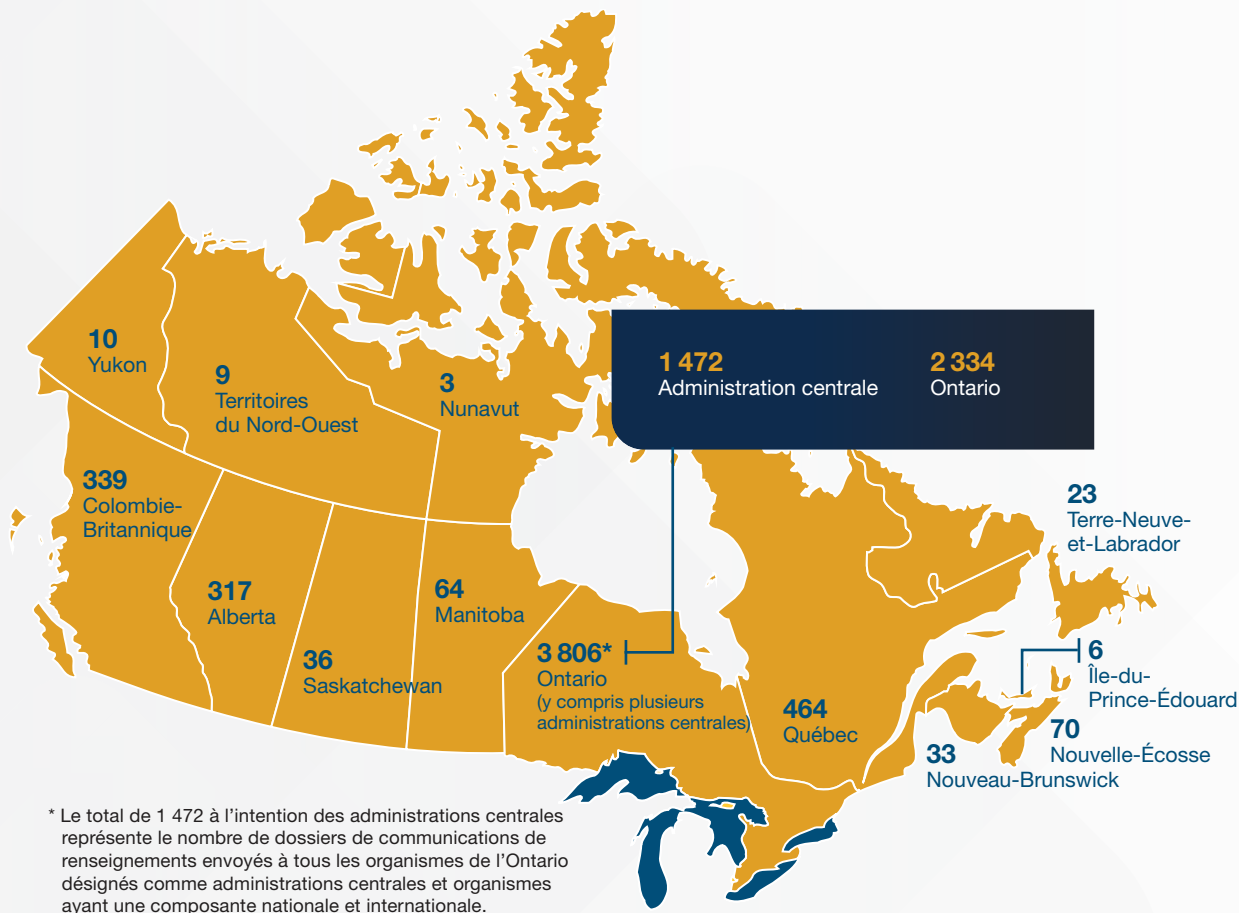 10
Yukon
9
Territoires
du Nord-Ouest
3
Nunavut
1 472
Administration centrale
2 334
Ontario
339
Colombie-
Britannique
317
Alberta
36
Saskatchewan
64
Manitoba
3 806*
Ontario
(y compris plusieurs
administrations centrales)
464
Québec
23
Terre-Neuve-
et-Labrador
6
Île-du-
Prince-Édouard
70
Nouvelle-Écosse
33
Nouveau-Brunswick
* Le total de 1 472 à l’intention des administrations centrales
représente le nombre de dossiers de communications de
renseignements envoyés à tous les organismes de l’Ontario
désignés comme administrations centrales et organismes
ayant une composante nationale et internationale.